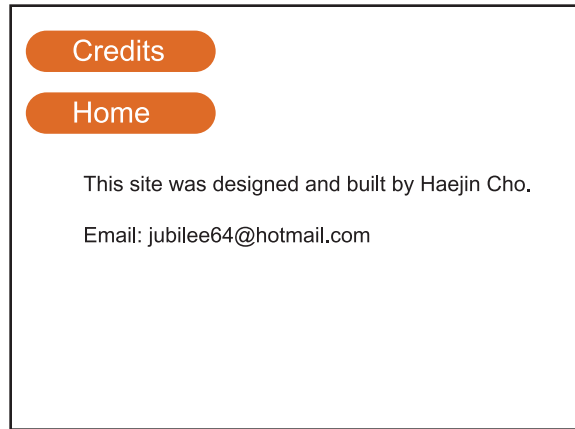 Credits
Home
This site was designed and built by Haejin Cho.
Email: jubilee64@hotmail.com